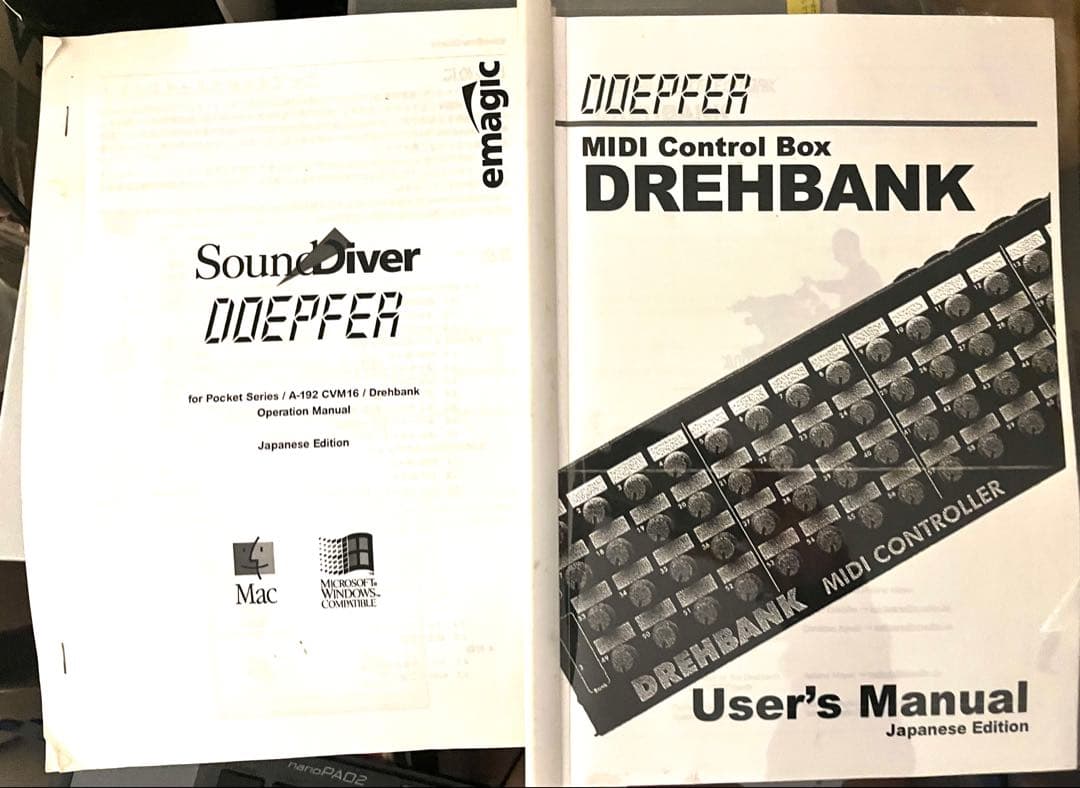 emagic
SoundDiver
DOEPFER
for Pocket Series / A-192 CVM16 / Drehbank
Operation Manual
Japanese Edition
Mac
MICROSOFT®
WINDOWS™
COMPATIBLE
DOEPFER
MIDI Control Box
DREHBANK
DREHBANK MIDI CONTROLLER
User's Manual
Japanese Edition
nanoPAD2